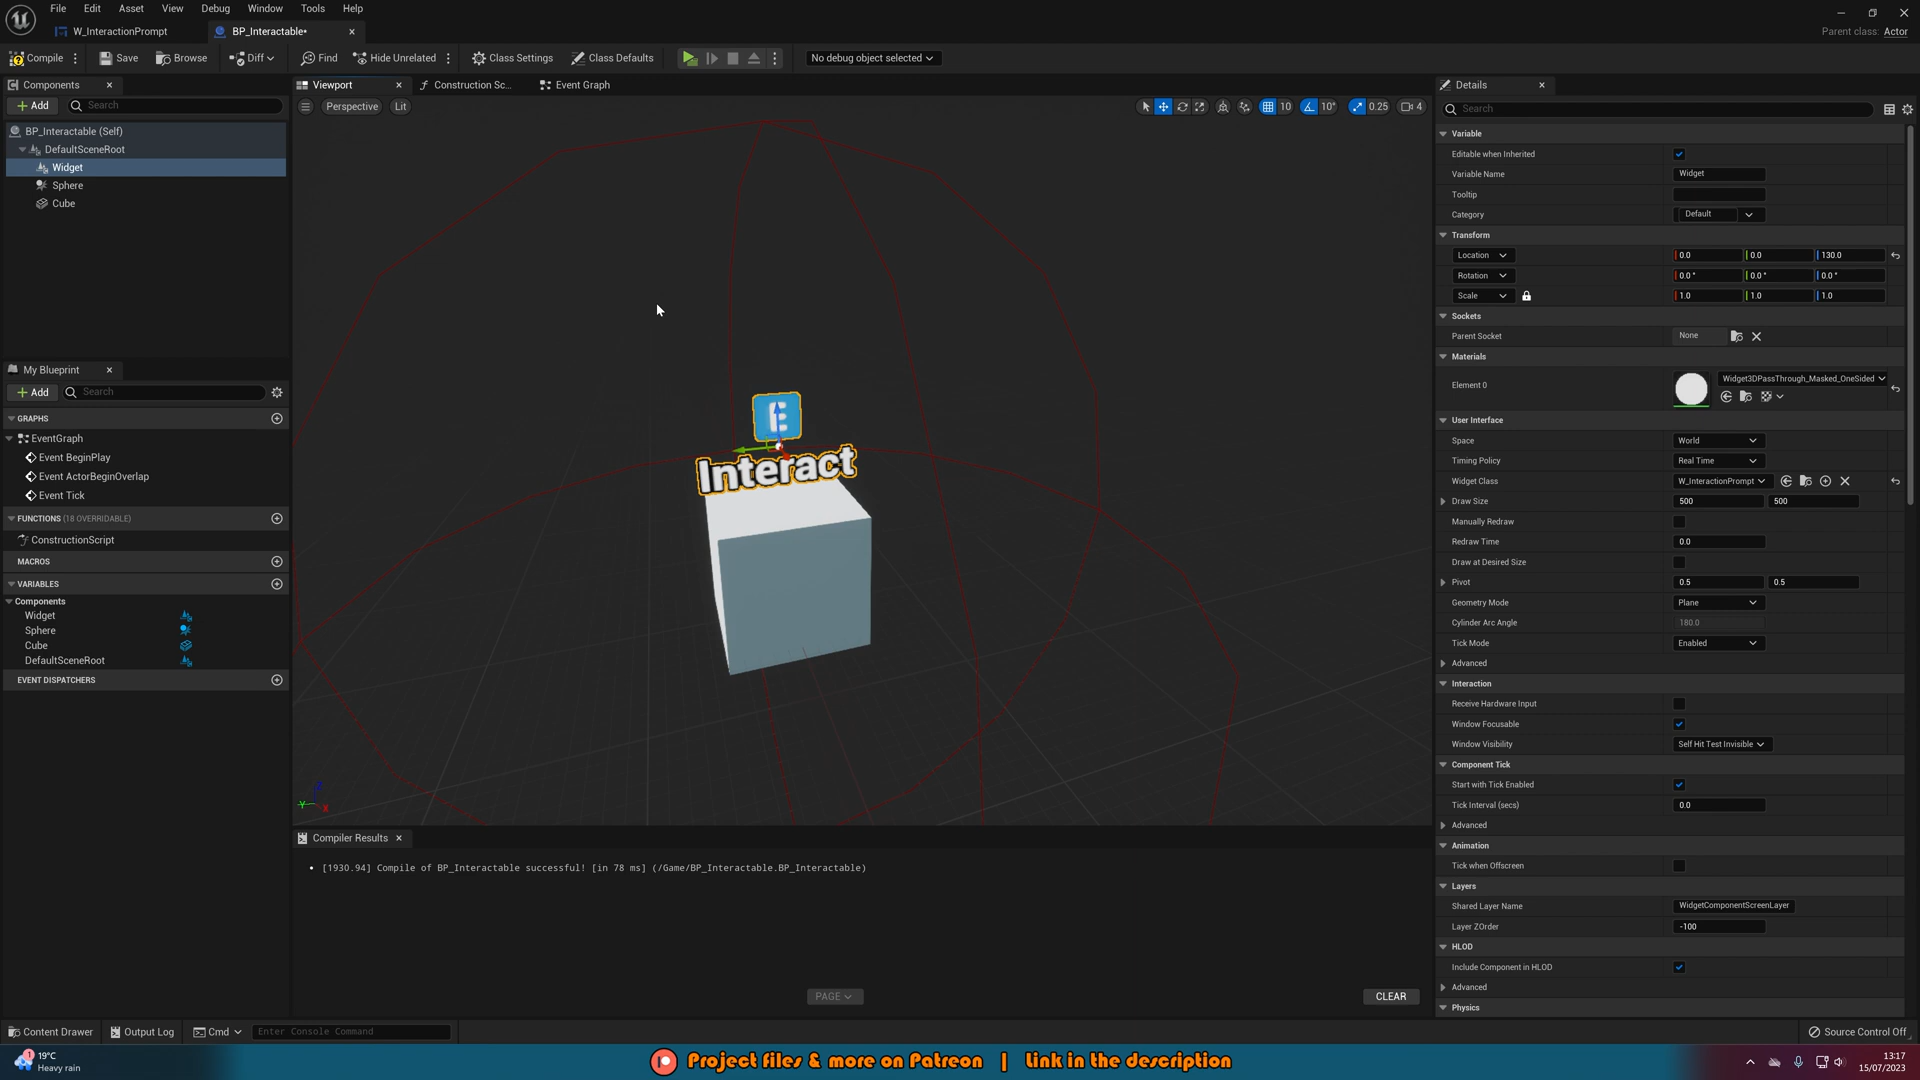 File Edit Asset View Debug Window Tools Help
W_InteractionPrompt
BP_Interactable*
Parent class: Actor
Compile
Save
Browse
Diff
Find
Hide Unrelated
Class Settings
Class Defaults
No debug object selected
Components
Add
Search
BP_Interactable (Self)
DefaultSceneRoot
Widget
Sphere
Cube
My Blueprint
Add
Search
GRAPHS
EventGraph
Event BeginPlay
Event ActorBeginOverlap
Event Tick
FUNCTIONS (18 OVERRIDABLE)
ConstructionScript
MACROS
VARIABLES
Components
Widget
Sphere
Cube
DefaultSceneRoot
EVENT DISPATCHERS
Viewport
Construction Sc...
Event Graph
Perspective
Lit
10
10°
0.25
4
E
Interact
Z
Y
X
Compiler Results
[1930.94] Compile of BP_Interactable successful! [in 78 ms] (/Game/BP_Interactable.BP_Interactable)
PAGE
CLEAR
Details
Search
Variable
Editable when Inherited
Variable Name Widget
Tooltip
Category Default
Transform
Location 0.0 0.0 130.0
Rotation 0.0 ° 0.0 ° 0.0 °
Scale 1.0 1.0 1.0
Sockets
Parent Socket None
Materials
Element 0 Widget3DPassThrough_Masked_OneSided
User Interface
Space World
Timing Policy Real Time
Widget Class W_InteractionPrompt
Draw Size 500 500
Manually Redraw
Redraw Time 0.0
Draw at Desired Size
Pivot 0.5 0.5
Geometry Mode Plane
Cylinder Arc Angle 180.0
Tick Mode Enabled
Advanced
Interaction
Receive Hardware Input
Window Focusable
Window Visibility Self Hit Test Invisible
Component Tick
Start with Tick Enabled
Tick Interval (secs) 0.0
Advanced
Animation
Tick when Offscreen
Layers
Shared Layer Name WidgetComponentScreenLayer
Layer ZOrder -100
HLOD
Include Component in HLOD
Advanced
Physics
Content Drawer
Output Log
Cmd
Enter Console Command
Source Control Off
1
19°C
Heavy rain
Project files & more on Patreon | Link in the description
13:17
15/07/2023